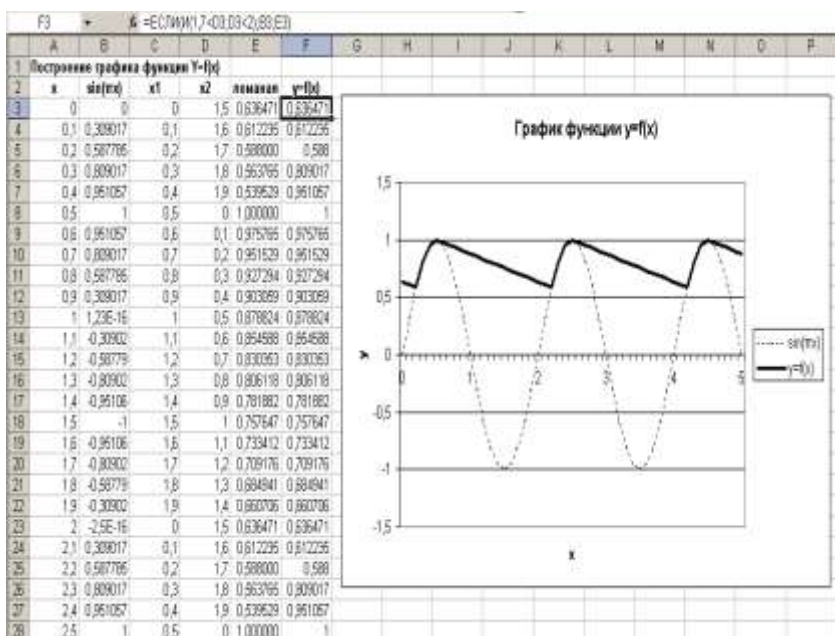 F3 =ЕСЛИ(И(1,7<D3;D3<2);B3;E3)
A B C D E F G H I J K L M N O P
1 Построение графика функции Y=f(x)
2 x sin(πx) x1 x2 ломаная y=f(x)
3 0 0 0 1,5 0,636471 0,636471
4 0,1 0,309017 0,1 1,6 0,612235 0,612235
5 0,2 0,587785 0,2 1,7 0,588000 0,588
6 0,3 0,809017 0,3 1,8 0,563765 0,809017
7 0,4 0,951057 0,4 1,9 0,539529 0,951057
8 0,5 1 0,5 0 1,000000 1
9 0,6 0,951057 0,6 0,1 0,975765 0,975765
10 0,7 0,809017 0,7 0,2 0,951529 0,951529
11 0,8 0,587785 0,8 0,3 0,927294 0,927294
12 0,9 0,309017 0,9 0,4 0,903059 0,903059
13 1 1,23E-16 1 0,5 0,878824 0,878824
14 1,1 -0,30902 1,1 0,6 0,854588 0,854588
15 1,2 -0,58779 1,2 0,7 0,830353 0,830353
16 1,3 -0,80902 1,3 0,8 0,806118 0,806118
17 1,4 -0,95106 1,4 0,9 0,781882 0,781882
18 1,5 -1 1,5 1 0,757647 0,757647
19 1,6 -0,95106 1,6 1,1 0,733412 0,733412
20 1,7 -0,80902 1,7 1,2 0,709176 0,709176
21 1,8 -0,58779 1,8 1,3 0,684941 0,684941
22 1,9 -0,30902 1,9 1,4 0,660706 0,660706
23 2 -2,5E-16 0 1,5 0,636471 0,636471
24 2,1 0,309017 0,1 1,6 0,612235 0,612235
25 2,2 0,587785 0,2 1,7 0,588000 0,588
26 2,3 0,809017 0,3 1,8 0,563765 0,809017
27 2,4 0,951057 0,4 1,9 0,539529 0,951057
28 2,5 1 0,5 0 1,000000 1
График функции y=f(x)
1,5
1
0,5
0
-0,5
-1
-1,5
y
0 1 2 3 4 5
x
sin(πx)
y=f(x)